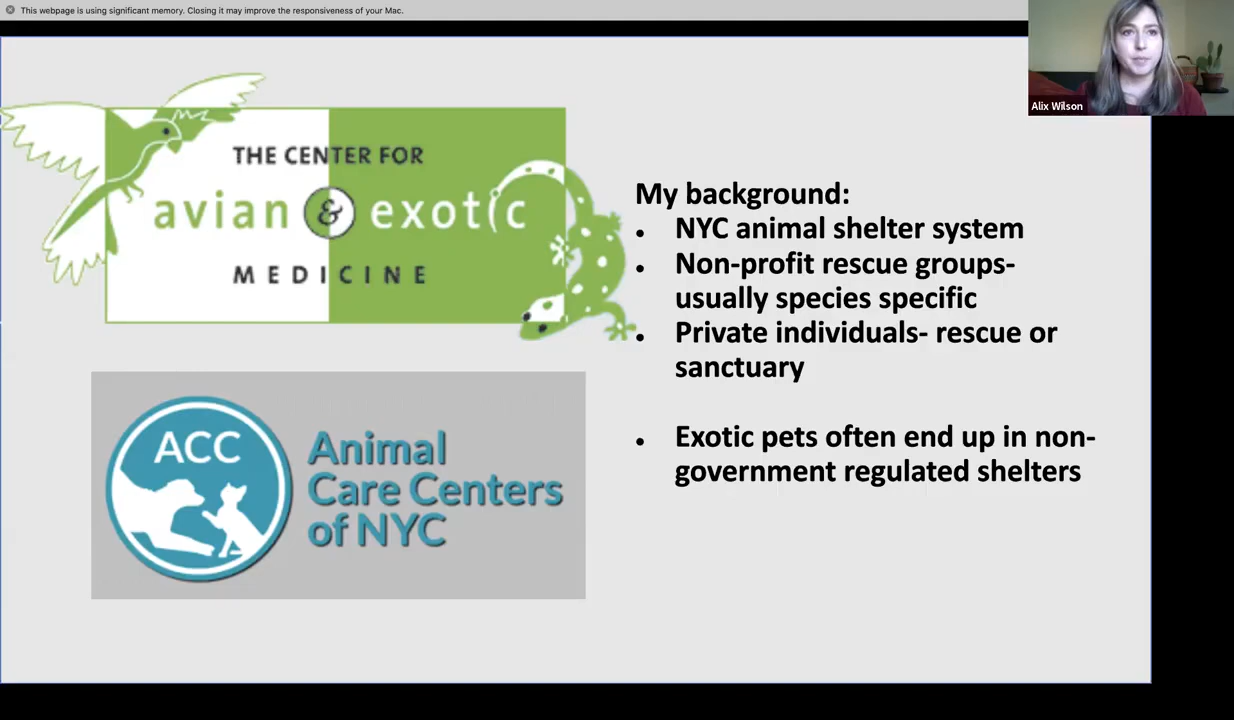 This webpage is using significant memory. Closing it may improve the responsiveness of your Mac.
Alix Wilson
THE CENTER FOR
avian & exotic
MEDICINE
My background:
• NYC animal shelter system
• Non-profit rescue groups-
usually species specific
• Private individuals- rescue or
sanctuary
• Exotic pets often end up in non-
government regulated shelters
ACC
Animal
Care Centers
of NYC